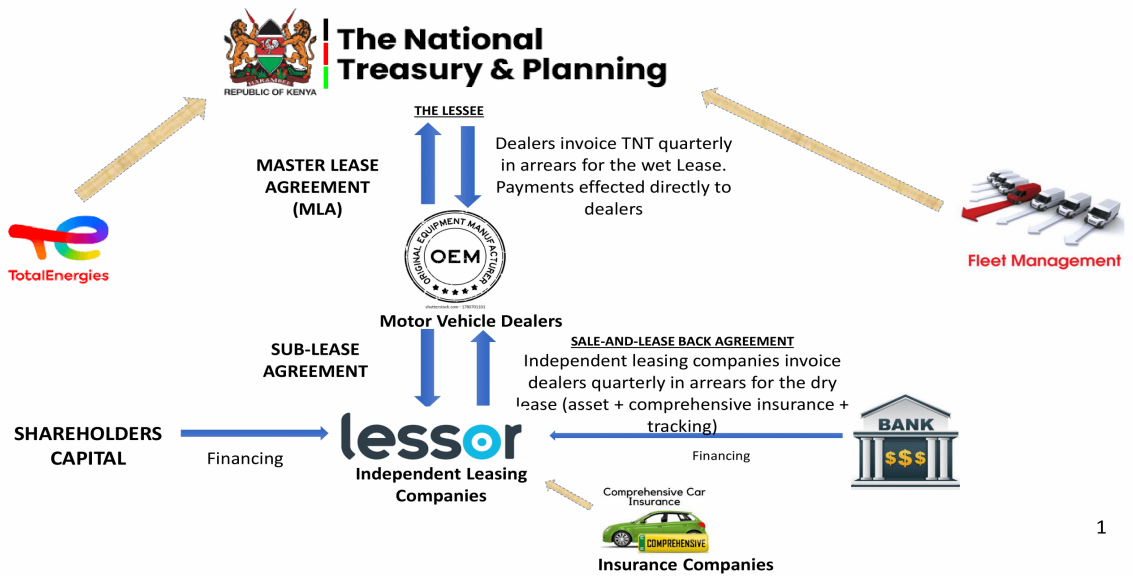 The National
Treasury & Planning
HARAMBEE
REPUBLIC OF KENYA
THE LESSEE
MASTER LEASE
AGREEMENT
(MLA)
Dealers invoice TNT quarterly
in arrears for the wet Lease.
Payments effected directly to
dealers
TotalEnergies
ORIGINAL EQUIPMENT MANUFACTURER
OEM
shutterstock.com · 1798701101
Motor Vehicle Dealers
Fleet Management
SUB-LEASE
AGREEMENT
SALE-AND-LEASE BACK AGREEMENT
Independent leasing companies invoice
dealers quarterly in arrears for the dry
lease (asset + comprehensive insurance +
tracking)
SHAREHOLDERS
CAPITAL
Financing
lessor
Independent Leasing
Companies
Financing
BANK
$$$
Comprehensive Car
Insurance
COMPREHENSIVE
Insurance Companies
1